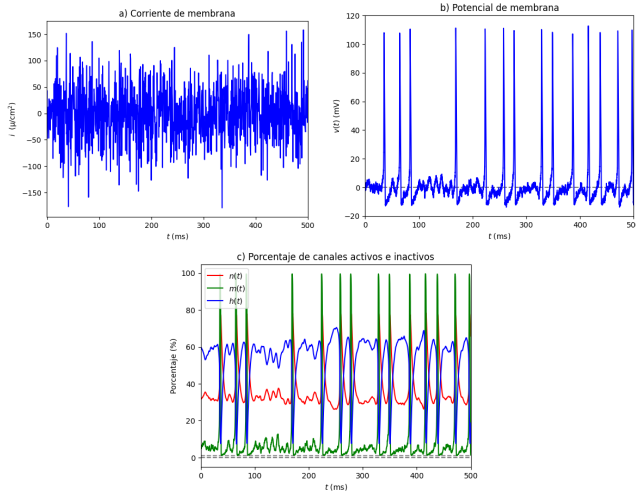 a) Corriente de membrana
i (μ/cm²)
150
100
50
0
−50
−100
−150
0 100 200 300 400 500
t (ms)
b) Potencial de membrana
v(t) (mV)
120
100
80
60
40
20
0
−20
0 100 200 300 400 500
t (ms)
c) Porcentaje de canales activos e inactivos
n(t)
m(t)
h(t)
Porcentaje (%)
100
80
60
40
20
0
0 100 200 300 400 500
t (ms)